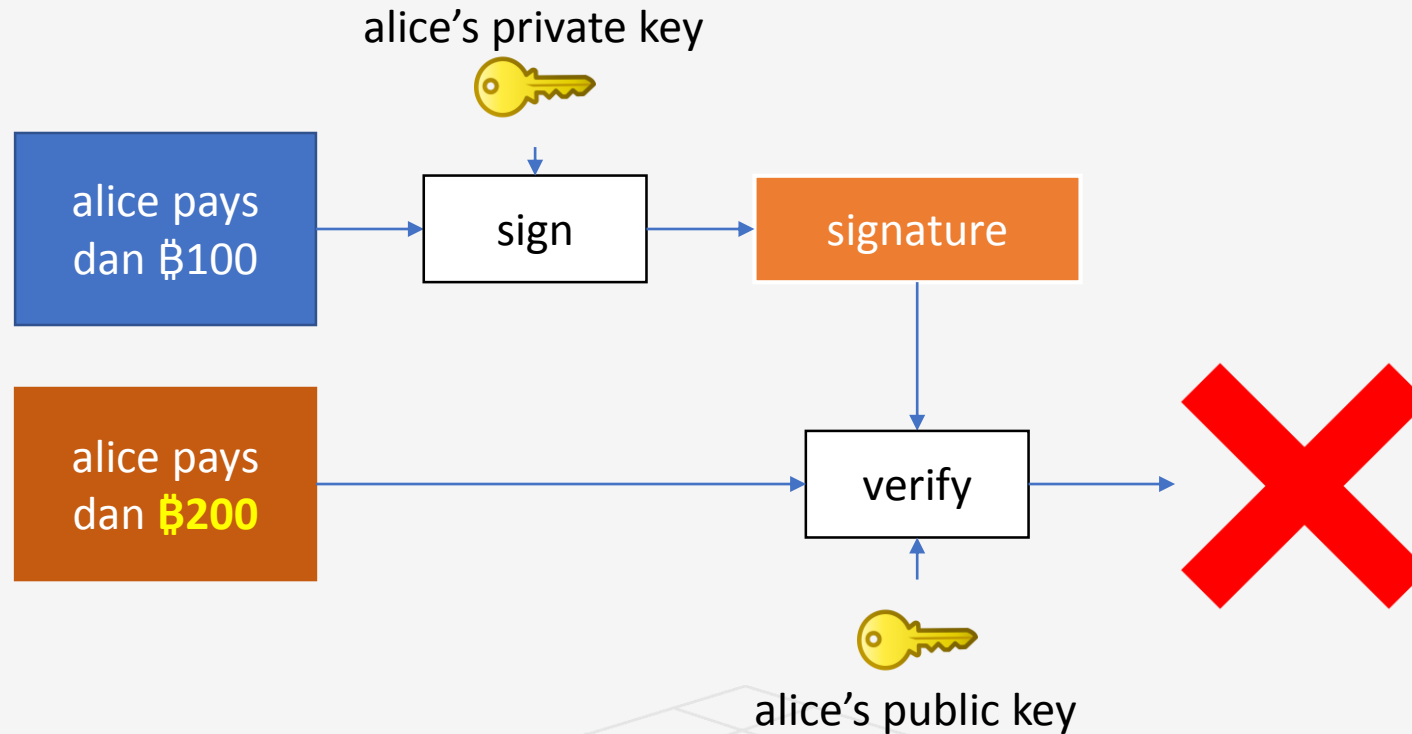 alice’s private key
alice pays
dan ₿100
sign
signature
alice pays
dan ₿200
verify
alice’s public key